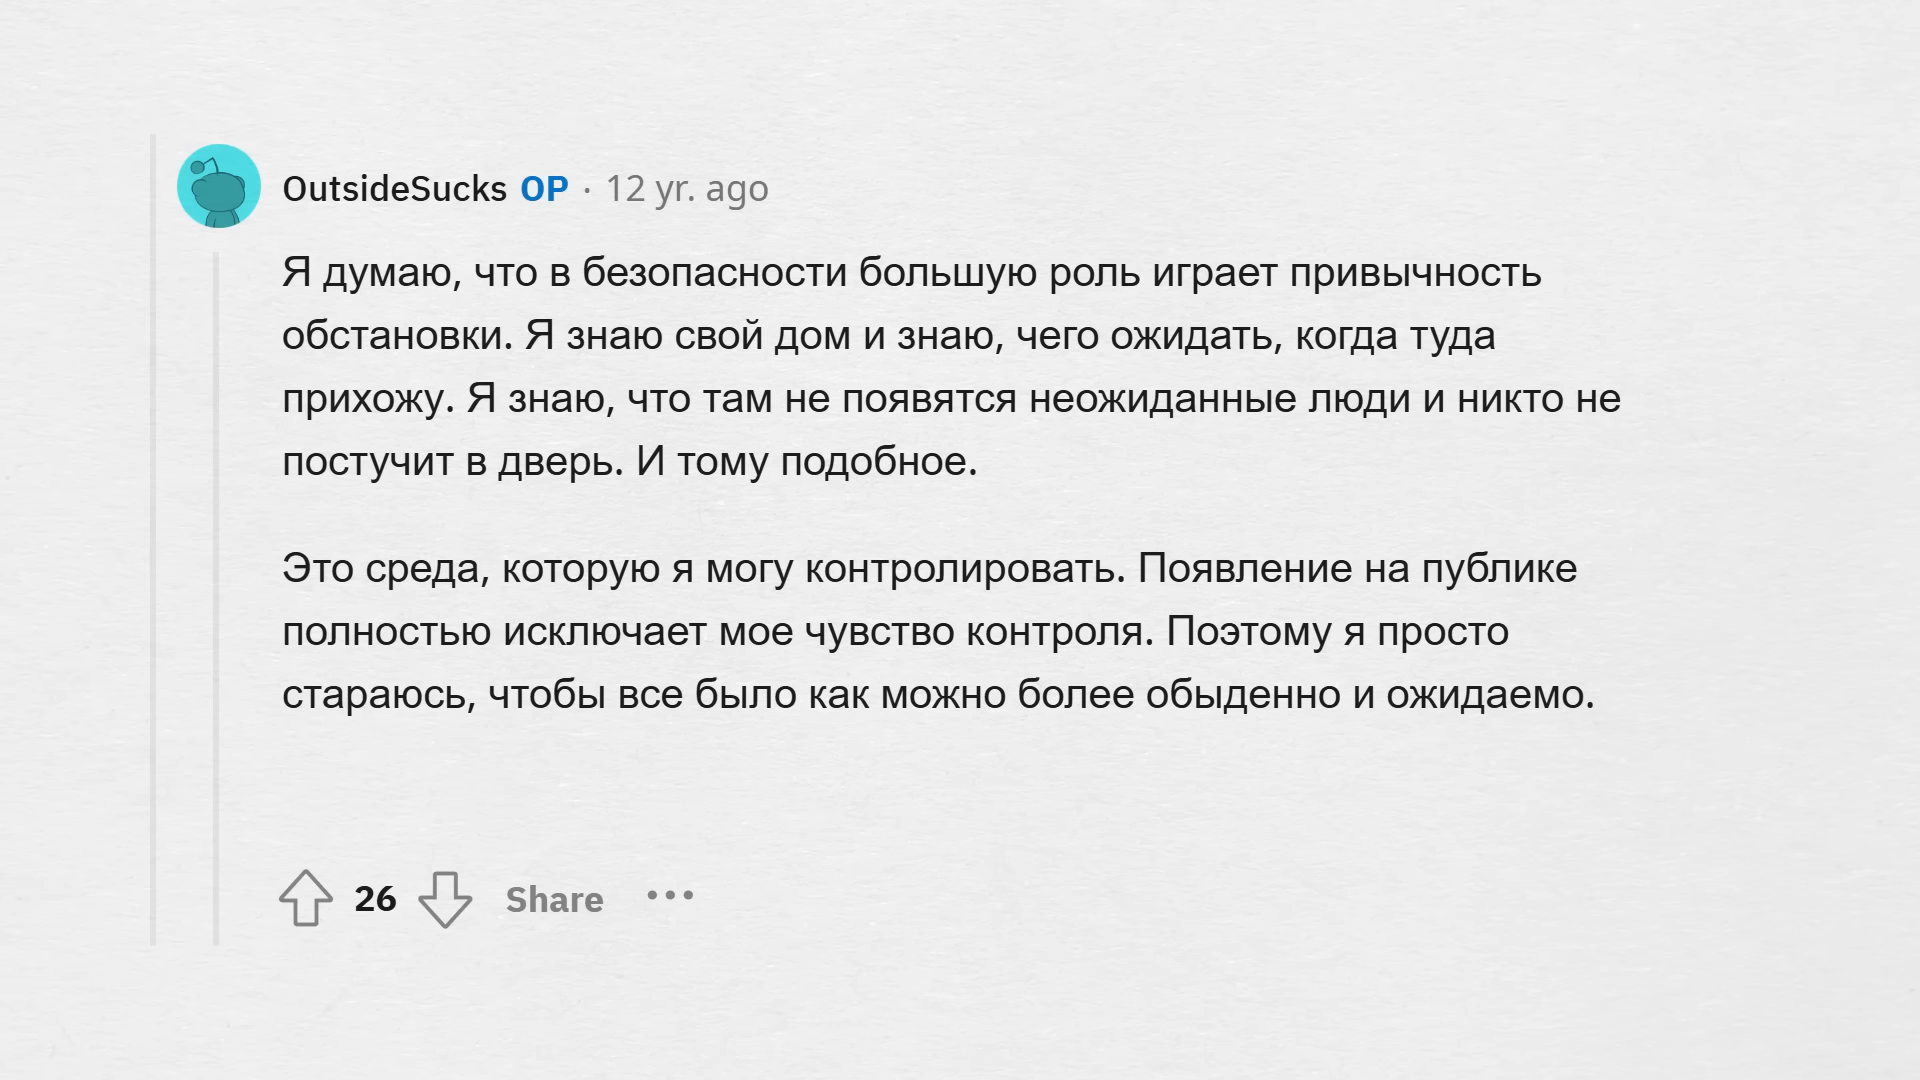 OutsideSucks OP · 12 yr. ago
Я думаю, что в безопасности большую роль играет привычность
обстановки. Я знаю свой дом и знаю, чего ожидать, когда туда
прихожу. Я знаю, что там не появятся неожиданные люди и никто не
постучит в дверь. И тому подобное.
Это среда, которую я могу контролировать. Появление на публике
полностью исключает мое чувство контроля. Поэтому я просто
стараюсь, чтобы все было как можно более обыденно и ожидаемо.
26 Share